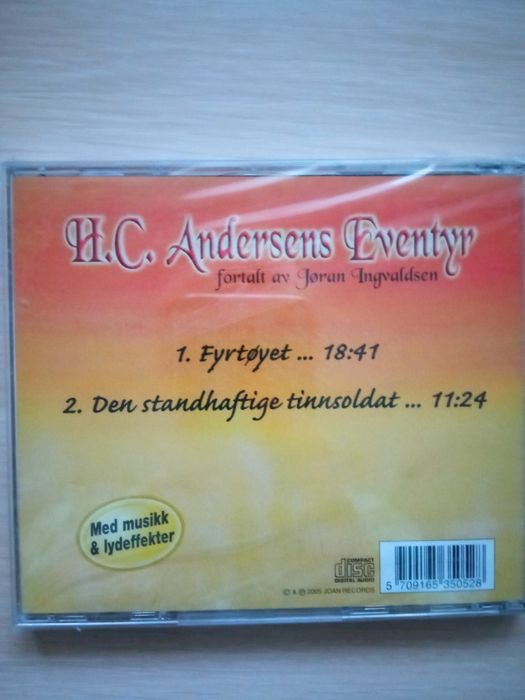 H.C. Andersens Eventyr
fortalt av Jøran Ingvaldsen
1. Fyrtøyet ... 18:41
2. Den standhaftige tinnsoldat ... 11:24
Med musikk
& lydeffekter
COMPACT
disc
DIGITAL AUDIO
© & ℗ 2005 JOAN RECORDS
5 709165 350528